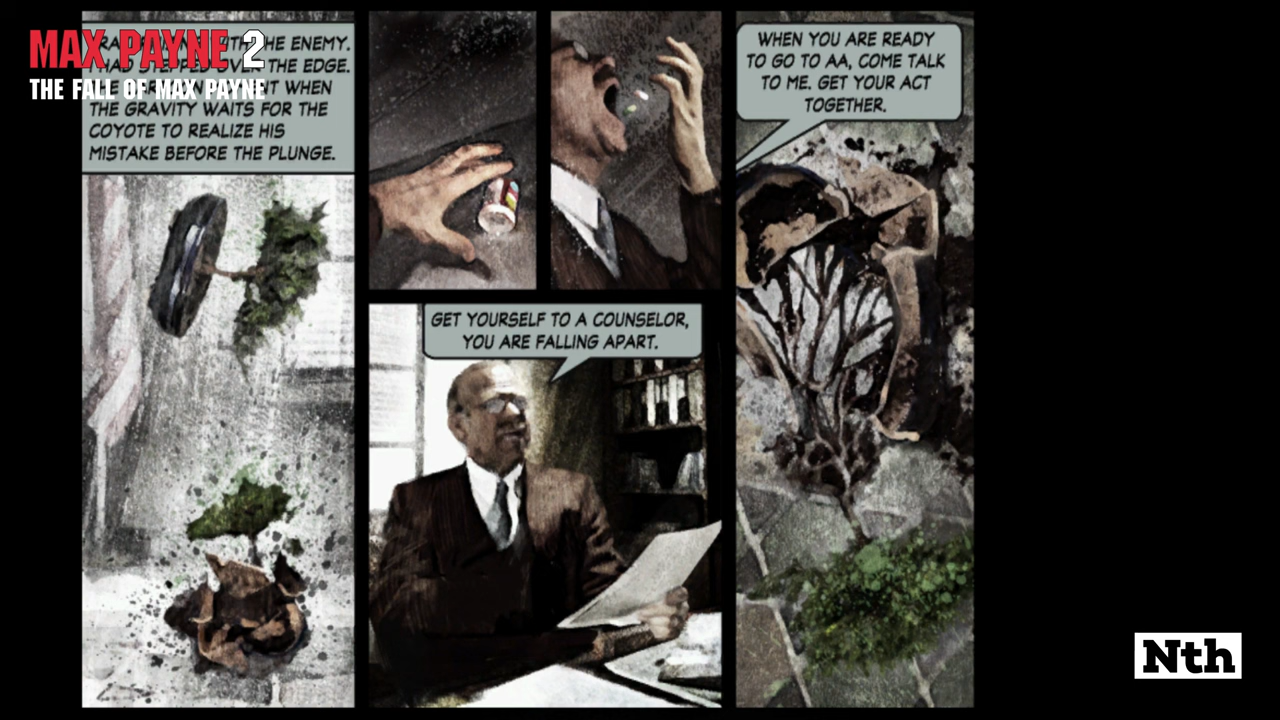 MAX PAYNE 2
THE FALL OF MAX PAYNE
THE ENEMY.
THE EDGE.
WHEN
THE GRAVITY WAITS FOR THE
COYOTE TO REALIZE HIS
MISTAKE BEFORE THE PLUNGE.
GET YOURSELF TO A COUNSELOR,
YOU ARE FALLING APART.
WHEN YOU ARE READY
TO GO TO AA, COME TALK
TO ME. GET YOUR ACT
TOGETHER.
Nth